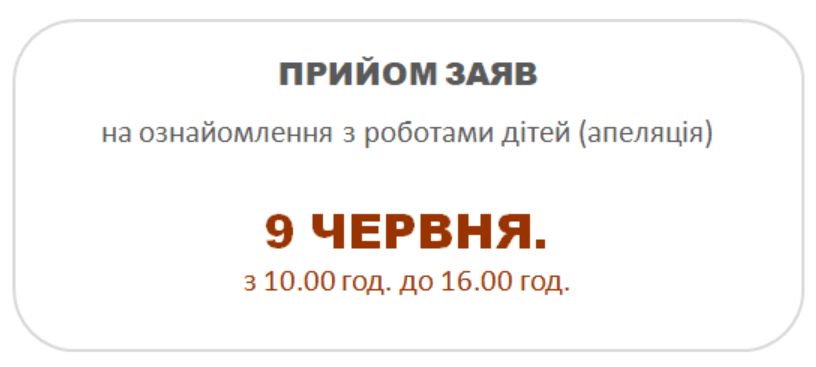 ПРИЙОМ ЗАЯВ
на ознайомлення з роботами дітей (апеляція)
9 ЧЕРВНЯ.
з 10.00 год. до 16.00 год.